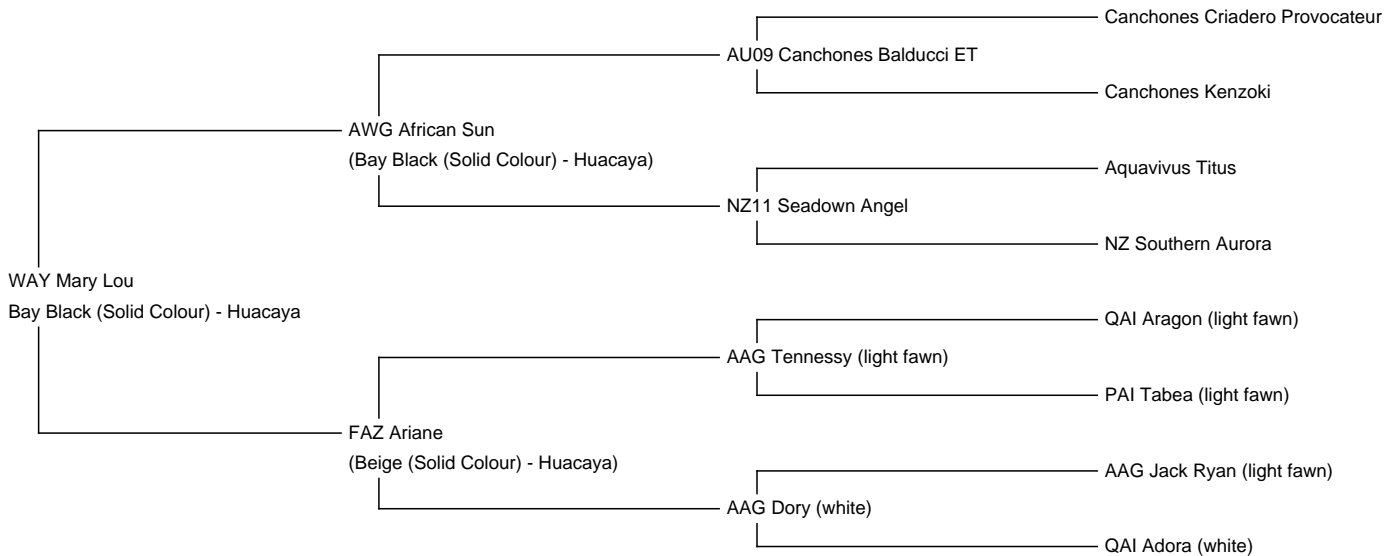 Canchones Criadero Provocateur
AU09 Canchones Balducci ET
Canchones Kenzoki
AWG African Sun
(Bay Black (Solid Colour) - Huacaya)
Aquavivus Titus
NZ11 Seadown Angel
NZ Southern Aurora
WAY Mary Lou
Bay Black (Solid Colour) - Huacaya
QAI Aragon (light fawn)
AAG Tennessy (light fawn)
PAI Tabea (light fawn)
FAZ Ariane
(Beige (Solid Colour) - Huacaya)
AAG Jack Ryan (light fawn)
AAG Dory (white)
QAI Adora (white)